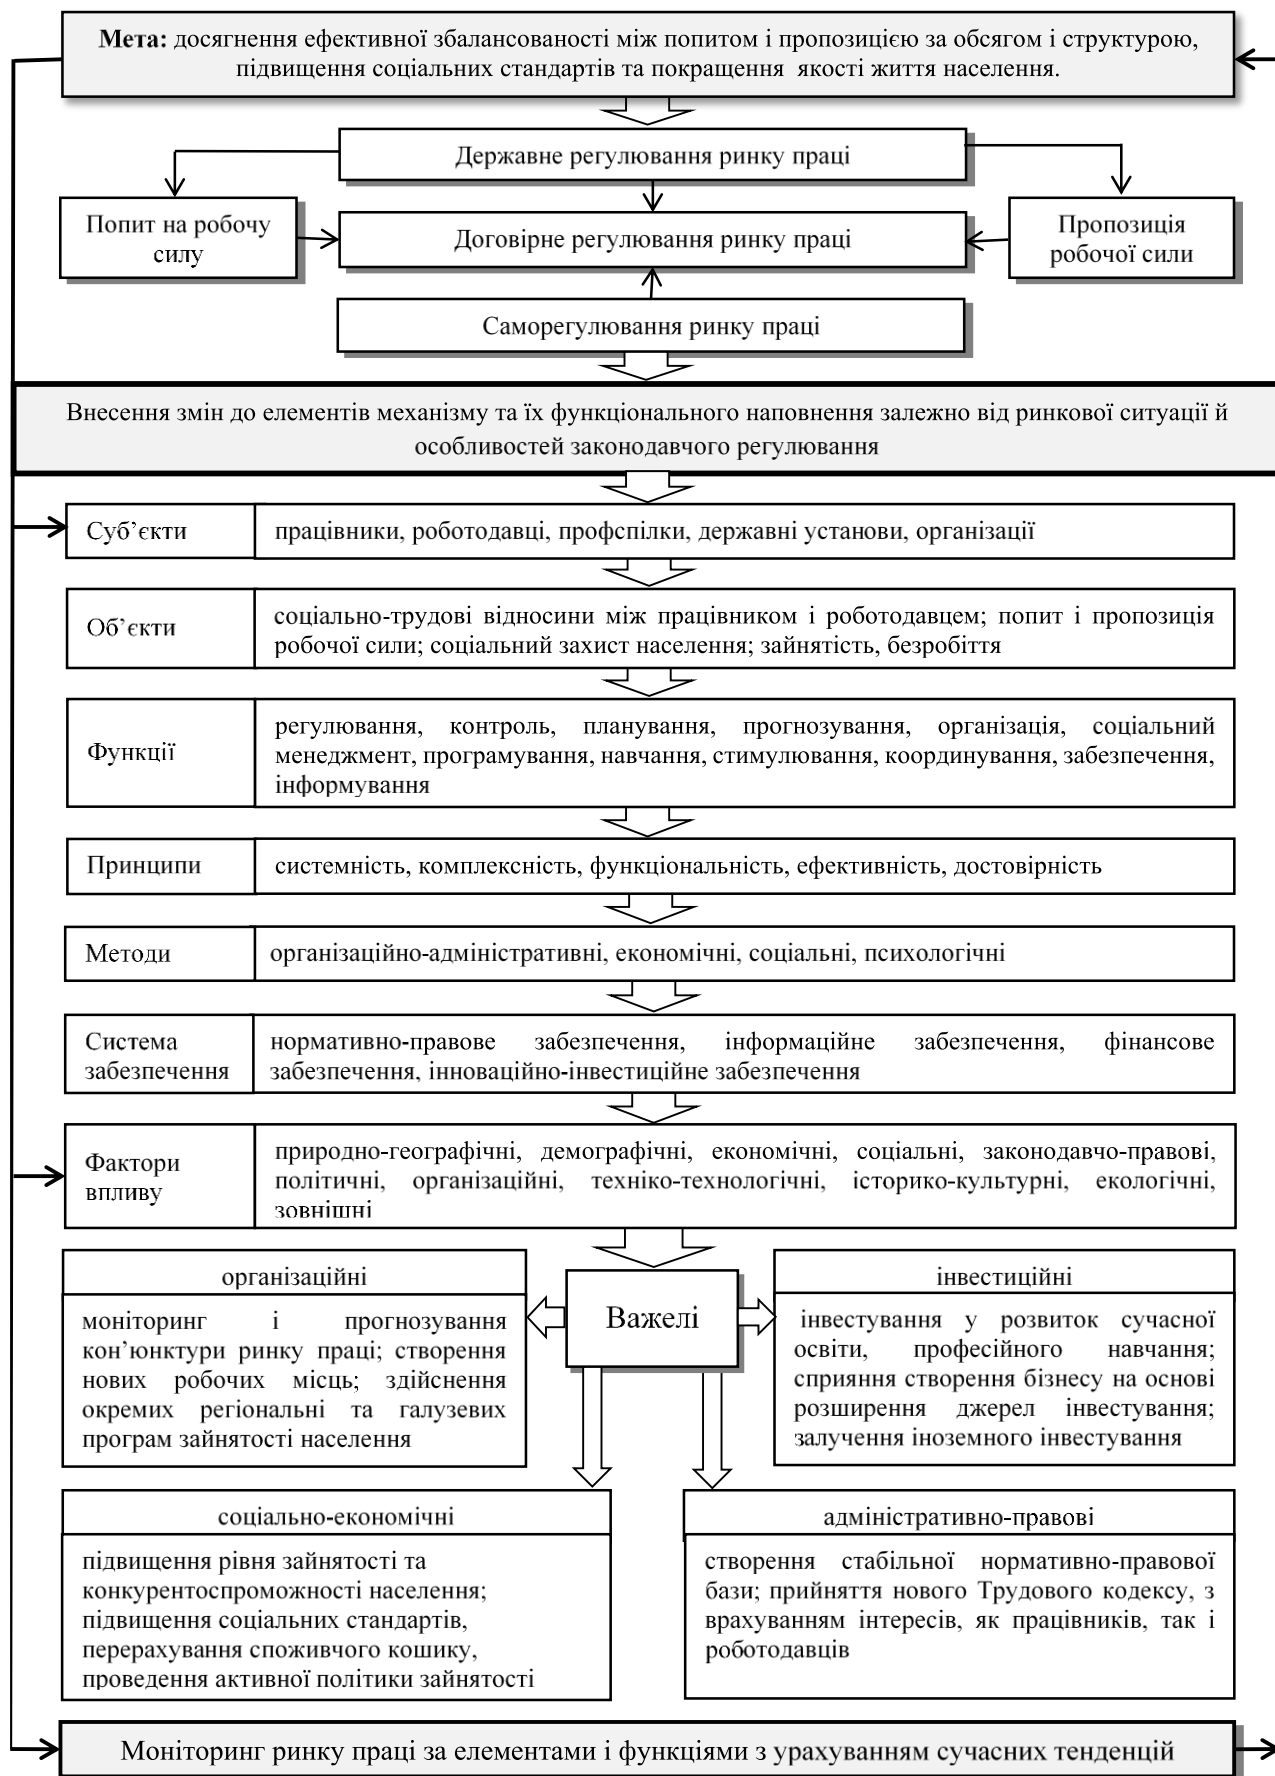 Мета: досягнення ефективної збалансованості між попитом і пропозицією за обсягом і структурою,
підвищення соціальних стандартів та покращення якості життя населення.
Державне регулювання ринку праці
Попит на робочу
силу
Договірне регулювання ринку праці
Пропозиція
робочої сили
Саморегулювання ринку праці
Внесення змін до елементів механізму та їх функціонального наповнення залежно від ринкової ситуації й
особливостей законодавчого регулювання
Суб’єкти
працівники, роботодавці, профспілки, державні установи, організації
Об’єкти
соціально-трудові відносини між працівником і роботодавцем; попит і пропозиція
робочої сили; соціальний захист населення; зайнятість, безробіття
Функції
регулювання, контроль, планування, прогнозування, організація, соціальний
менеджмент, програмування, навчання, стимулювання, координування, забезпечення,
інформування
Принципи
системність, комплексність, функціональність, ефективність, достовірність
Методи
організаційно-адміністративні, економічні, соціальні, психологічні
Система
забезпечення
нормативно-правове забезпечення, інформаційне забезпечення, фінансове
забезпечення, інноваційно-інвестиційне забезпечення
Фактори
впливу
природно-географічні, демографічні, економічні, соціальні, законодавчо-правові,
політичні, організаційні, техніко-технологічні, історико-культурні, екологічні,
зовнішні
Важелі
організаційні
моніторинг і прогнозування
кон’юнктури ринку праці; створення
нових робочих місць; здійснення
окремих регіональні та галузевих
програм зайнятості населення
інвестиційні
інвестування у розвиток сучасної
освіти, професійного навчання;
сприяння створення бізнесу на основі
розширення джерел інвестування;
залучення іноземного інвестування
соціально-економічні
підвищення рівня зайнятості та
конкурентоспроможності населення;
підвищення соціальних стандартів,
перерахування споживчого кошику,
проведення активної політики зайнятості
адміністративно-правові
створення стабільної нормативно-правової
бази; прийняття нового Трудового кодексу, з
врахуванням інтересів, як працівників, так і
роботодавців
Моніторинг ринку праці за елементами і функціями з урахуванням сучасних тенденцій